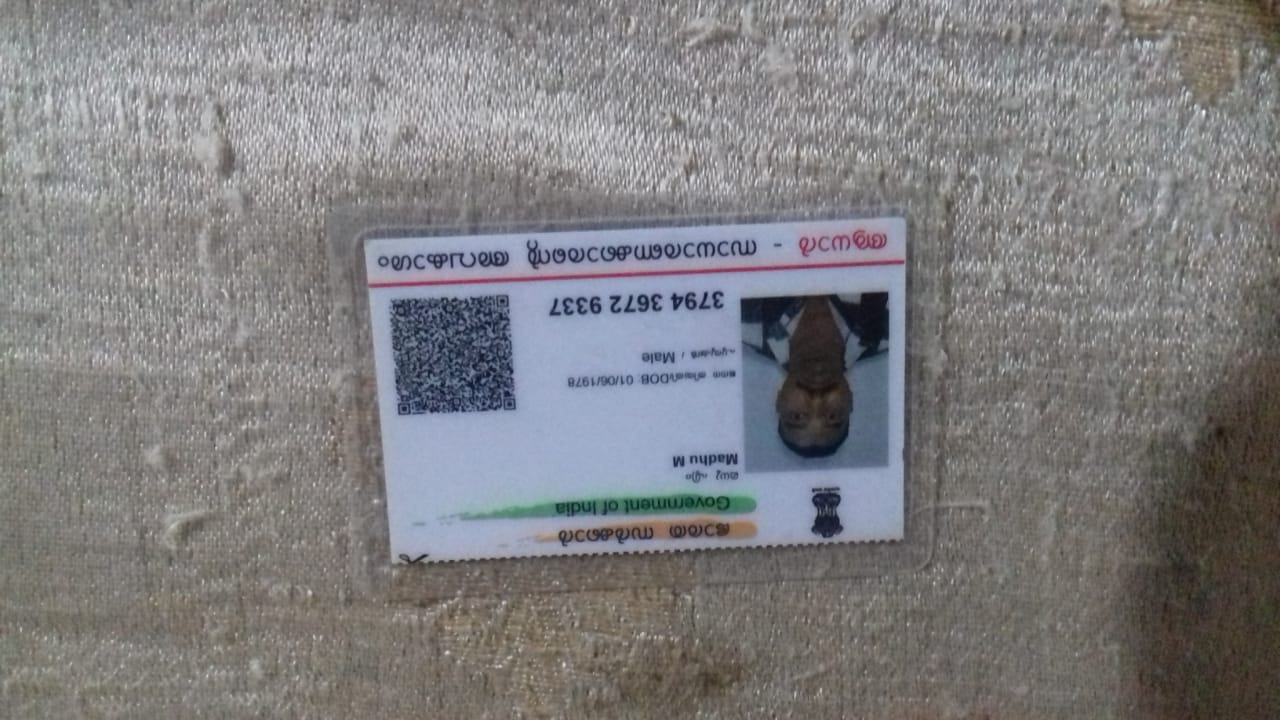 ഭാരത സർക്കാർ
Government of India
മധു എം
Madhu M
ജനന തീയതി/DOB: 01/06/1978
പുരുഷൻ / Male
3794 3672 9337
ആധാർ - സാധാരണക്കാരന്റെ അവകാശം